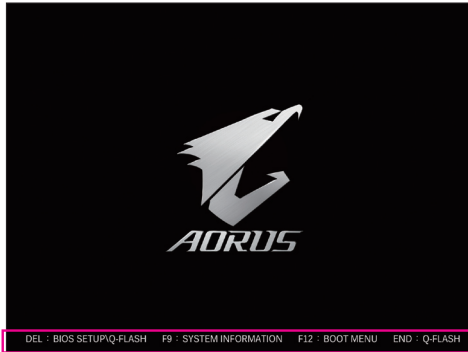 AORUS
DEL : BIOS SETUP\Q-FLASH F9 : SYSTEM INFORMATION F12 : BOOT MENU END : Q-FLASH